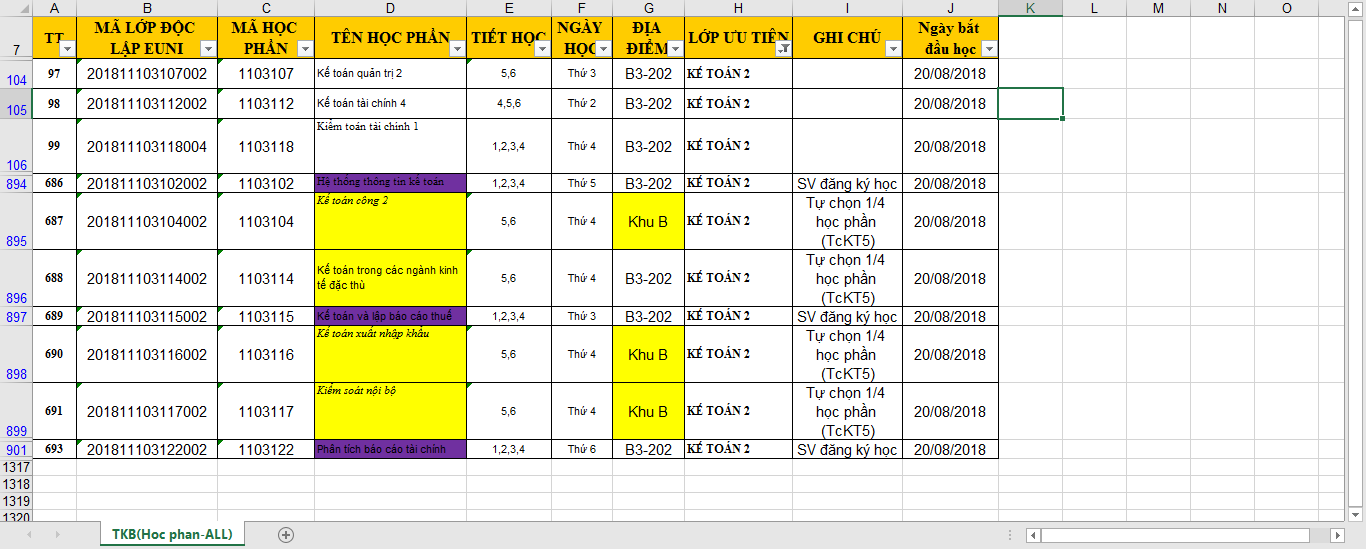 A B C D E F G H I J K L M N O
7 TT MÃ LỚP ĐỘC LẬP EUNI MÃ HỌC PHẦN TÊN HỌC PHẦN TIẾT HỌC NGÀY HỌC ĐỊA ĐIỂM LỚP ƯU TIÊN GHI CHÚ Ngày bắt đầu học
104 97 201811103107002 1103107 Kế toán quản trị 2 5,6 Thứ 3 B3-202 KẾ TOÁN 2 20/08/2018
105 98 201811103112002 1103112 Kế toán tài chính 4 4,5,6 Thứ 2 B3-202 KẾ TOÁN 2 20/08/2018
106 99 201811103118004 1103118 Kiểm toán tài chính 1 1,2,3,4 Thứ 4 B3-202 KẾ TOÁN 2 20/08/2018
894 686 201811103102002 1103102 Hệ thống thông tin kế toán 1,2,3,4 Thứ 5 B3-202 KẾ TOÁN 2 SV đăng ký học 20/08/2018
895 687 201811103104002 1103104 Kế toán công 2 5,6 Thứ 4 Khu B KẾ TOÁN 2 Tự chọn 1/4 học phần (TcKT5) 20/08/2018
896 688 201811103114002 1103114 Kế toán trong các ngành kinh tế đặc thù 5,6 Thứ 4 B3-202 KẾ TOÁN 2 Tự chọn 1/4 học phần (TcKT5) 20/08/2018
897 689 201811103115002 1103115 Kế toán và lập báo cáo thuế 1,2,3,4 Thứ 3 B3-202 KẾ TOÁN 2 SV đăng ký học 20/08/2018
898 690 201811103116002 1103116 Kế toán xuất nhập khẩu 5,6 Thứ 4 Khu B KẾ TOÁN 2 Tự chọn 1/4 học phần (TcKT5) 20/08/2018
899 691 201811103117002 1103117 Kiểm soát nội bộ 5,6 Thứ 4 Khu B KẾ TOÁN 2 Tự chọn 1/4 học phần (TcKT5) 20/08/2018
901 693 201811103122002 1103122 Phân tích báo cáo tài chính 1,2,3,4 Thứ 6 B3-202 KẾ TOÁN 2 SV đăng ký học 20/08/2018
1317
1318
1319
1320
TKB(Hoc phan-ALL)